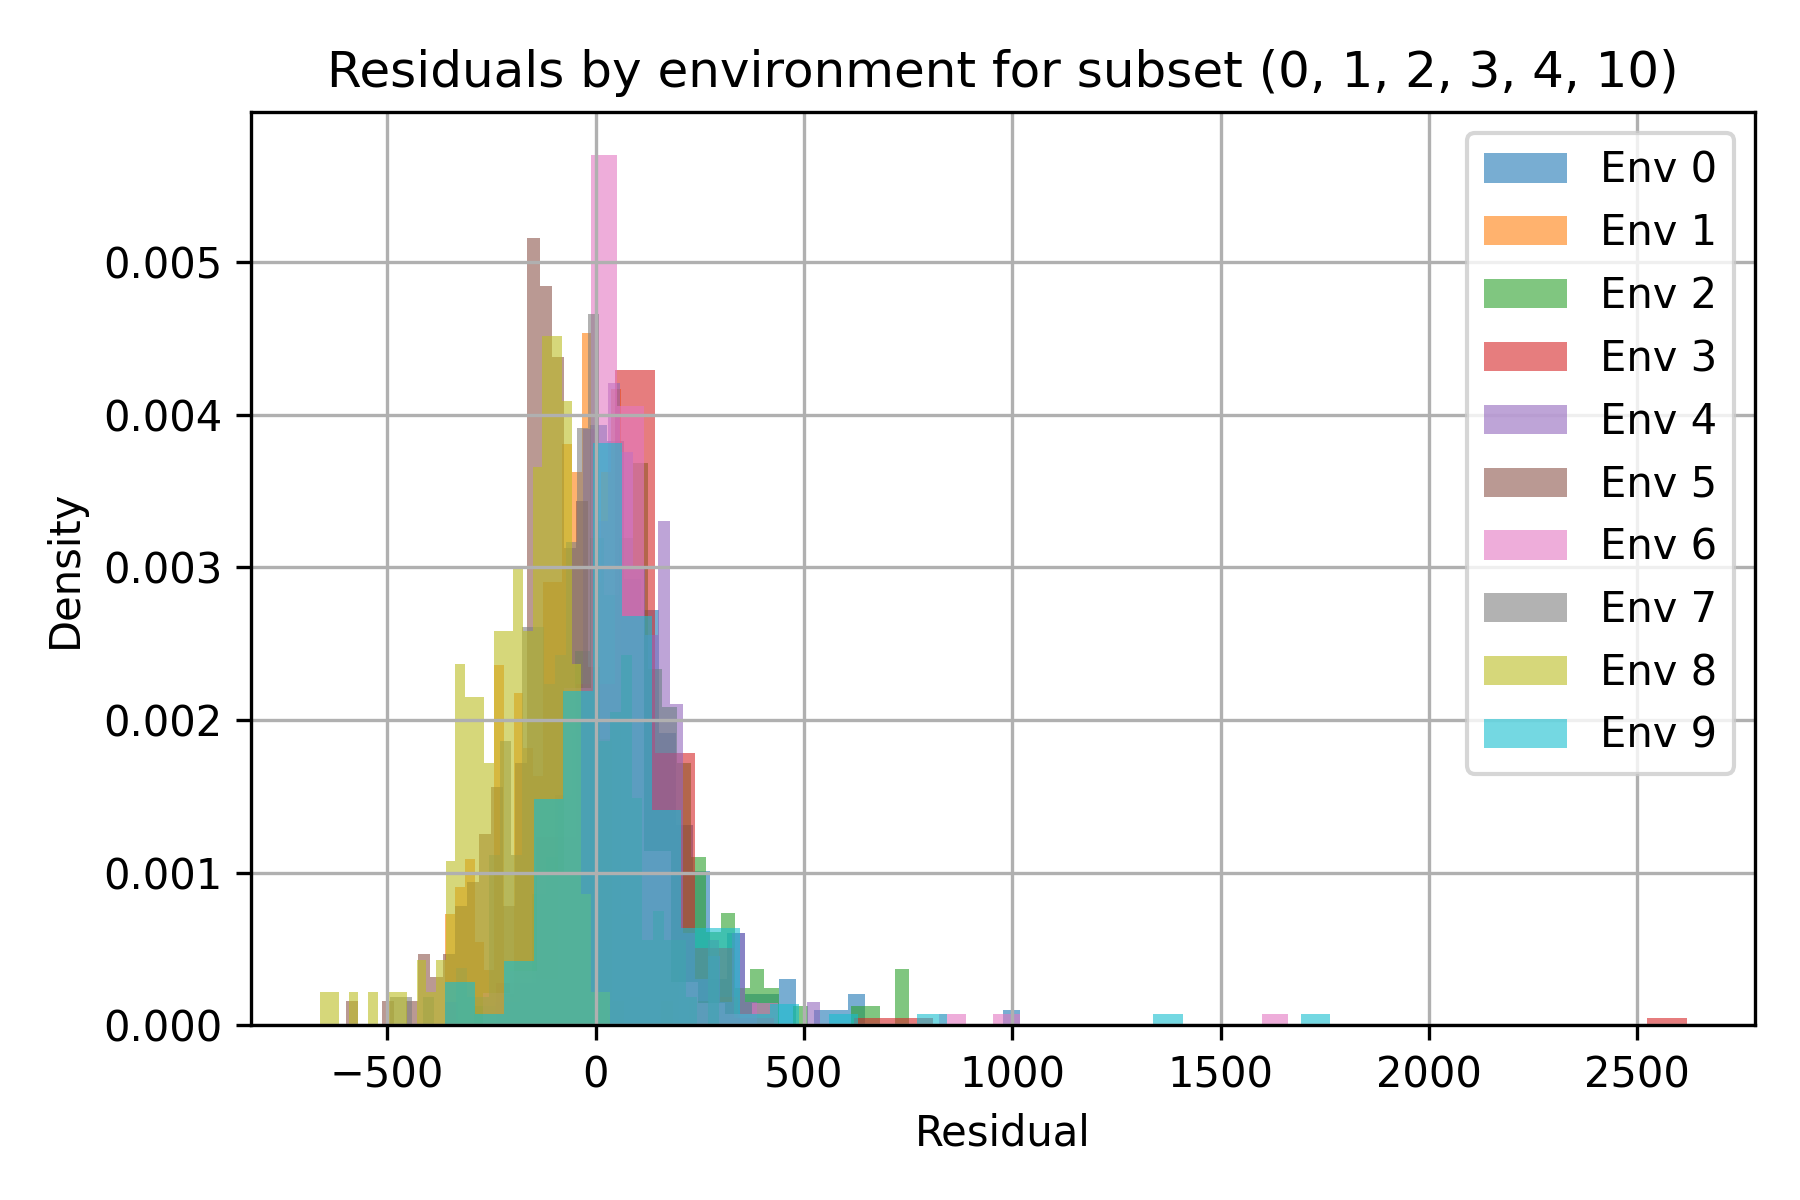 Residuals by environment for subset (0, 1, 2, 3, 4, 10)
Env 0
Env 1
Env 2
Env 3
Env 4
Env 5
Env 6
Env 7
Env 8
Env 9
Density
0.005
0.004
0.003
0.002
0.001
0.000
−500 0 500 1000 1500 2000 2500
Residual